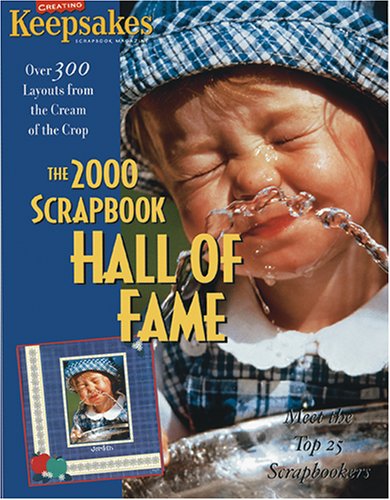 CREATING
Keepsakes
SCRAPBOOK MAGAZINE
Over 300
Layouts from
the Cream
of the Crop
THE 2000
SCRAPBOOK
HALL OF
FAME
Jordan
Meet the
Top 25
Scrapbookers